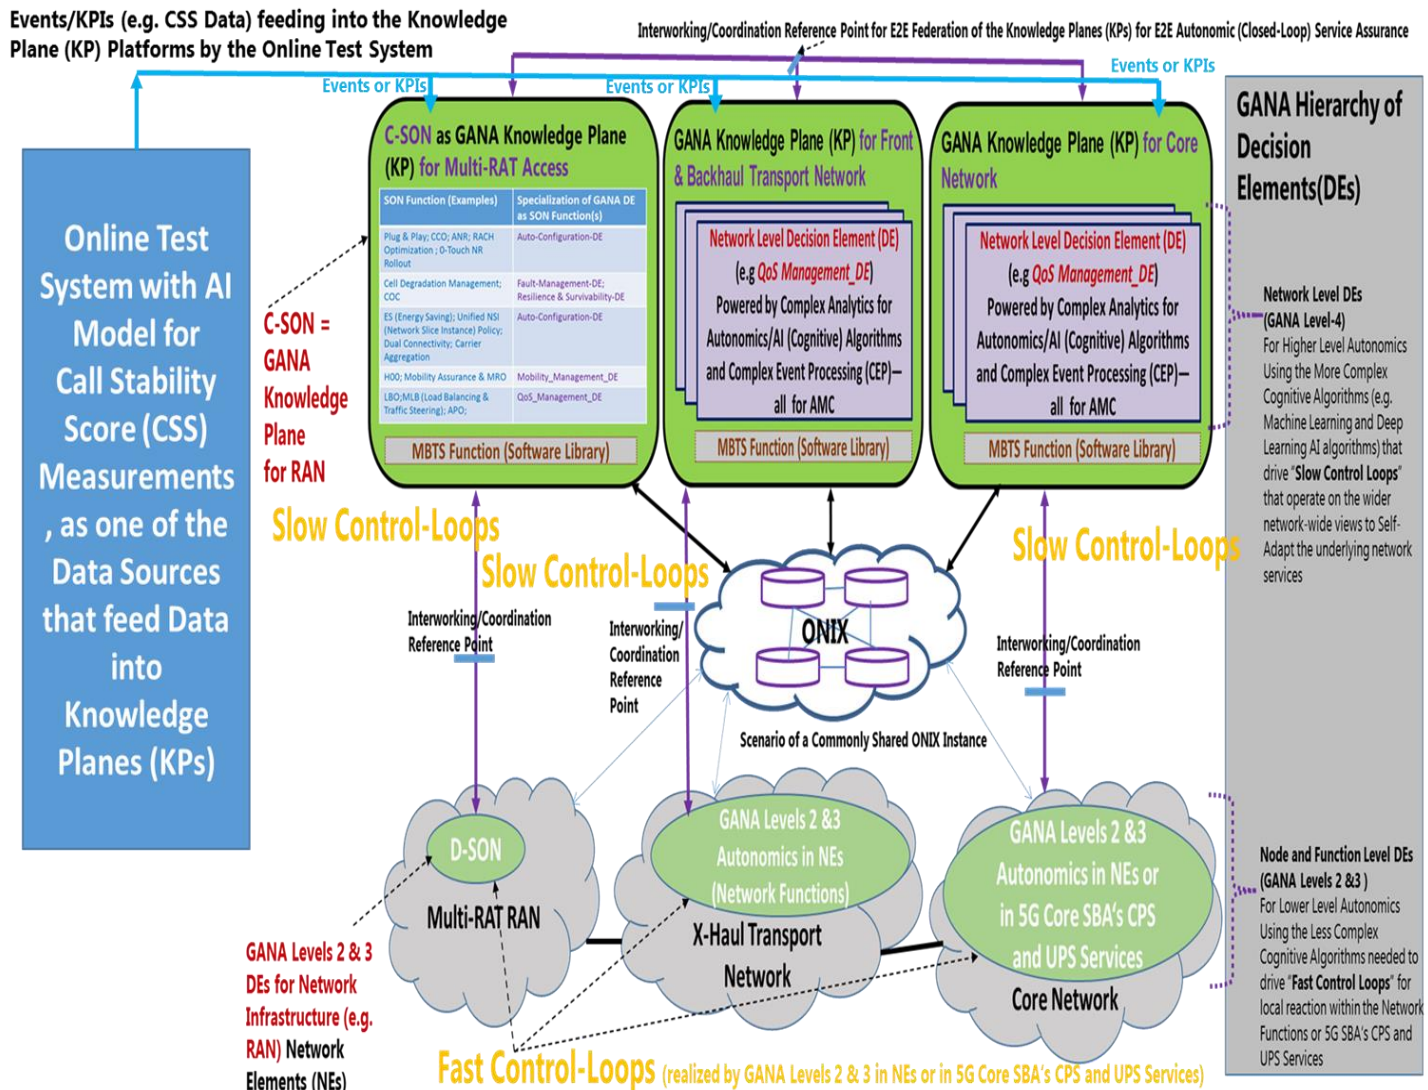 Events/KPIs (e.g. CSS Data) feeding into the Knowledge
Plane (KP) Platforms by the Online Test System
Interworking/Coordination Reference Point for E2E Federation of the Knowledge Planes (KPs) for E2E Autonomic (Closed-Loop) Service Assurance
Events or KPIs
Events or KPIs
Events or KPIs
Online Test
System with AI
Model for
Call Stability
Score (CSS)
Measurements
, as one of the
Data Sources
that feed Data
into
Knowledge
Planes (KPs)
C-SON as GANA Knowledge Plane
(KP) for Multi-RAT Access
SON Function (Examples)
Specialization of GANA DE
as SON Function(s)
Plug & Play; CCO; ANR; RACH
Optimization ; 0-Touch NR
Rollout
Auto-Configuration-DE
Cell Degradation Management;
COC
Fault-Management-DE;
Resilience & Survivability-DE
ES (Energy Saving); Unified NSI
(Network Slice Instance) Policy;
Dual Connectivity; Carrier
Aggregation
Auto-Configuration-DE
HOO; Mobility Assurance & MRO
Mobility_Management_DE
LBO;MLB (Load Balancing &
Traffic Steering); APO;
QoS_Management_DE
MBTS Function (Software Library)
GANA Knowledge Plane (KP) for Front
& Backhaul Transport Network
Network Level Decision Element (DE)
(e.g QoS Management_DE)
Powered by Complex Analytics for
Autonomics/AI (Cognitive) Algorithms
and Complex Event Processing (CEP)—
all for AMC
MBTS Function (Software Library)
GANA Knowledge Plane (KP) for Core
Network
Network Level Decision Element (DE)
(e.g QoS Management_DE)
Powered by Complex Analytics for
Autonomics/AI (Cognitive) Algorithms
and Complex Event Processing (CEP)—
all for AMC
MBTS Function (Software Library)
GANA Hierarchy of
Decision
Elements(DEs)
Network Level DEs
(GANA Level-4)
For Higher Level Autonomics
Using the More Complex
Cognitive Algorithms (e.g.
Machine Learning and Deep
Learning AI algorithms) that
drive "Slow Control Loops"
that operate on the wider
network-wide views to Self-
Adapt the underlying network
services
C-SON =
GANA
Knowledge
Plane
for RAN
Slow Control-Loops
Slow Control-Loops
Slow Control-Loops
Interworking/Coordination
Reference Point
Interworking/
Coordination
Reference
Point
Interworking/Coordination
Reference Point
ONIX
Scenario of a Commonly Shared ONIX Instance
D-SON
Multi-RAT RAN
GANA Levels 2 &3
Autonomics in NEs
(Network Functions)
X-Haul Transport
Network
GANA Levels 2 &3
Autonomics in NEs or
in 5G Core SBA's CPS
and UPS Services
Core Network
Node and Function Level DEs
(GANA Levels 2 &3 )
For Lower Level Autonomics
Using the Less Complex
Cognitive Algorithms needed to
drive "Fast Control Loops" for
local reaction within the Network
Functions or 5G SBA's CPS and
UPS Services
GANA Levels 2 & 3
DEs for Network
Infrastructure (e.g.
RAN) Network
Elements (NEs)
Fast Control-Loops (realized by GANA Levels 2 & 3 in NEs or in 5G Core SBA's CPS and UPS Services)